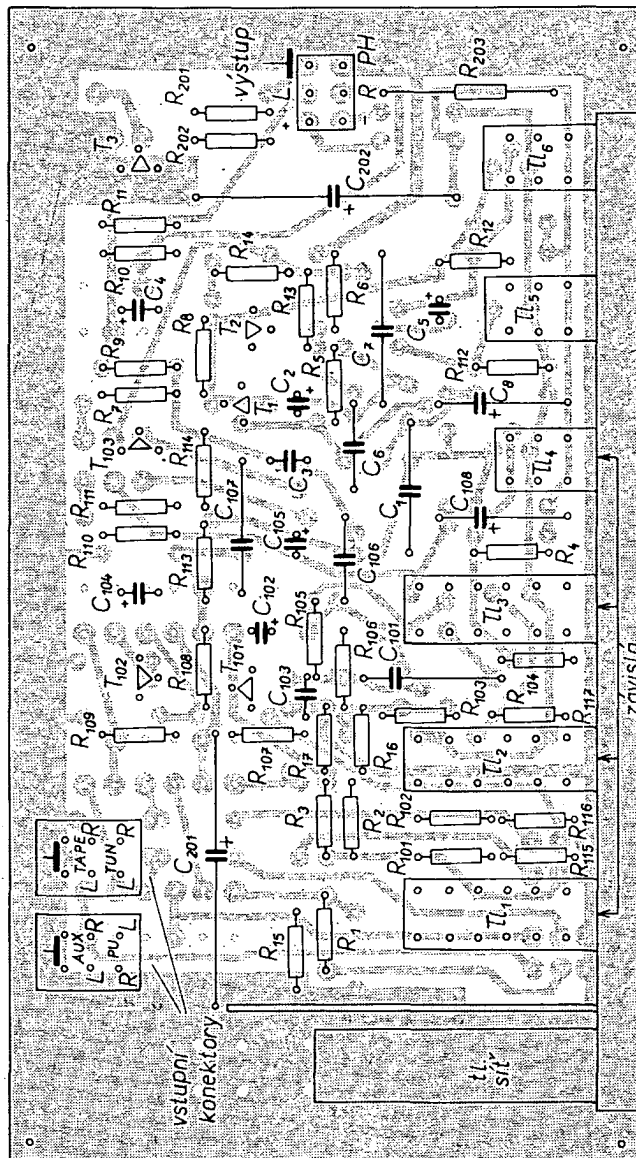 T3
R201
R202
výstup
+
L
PH
R
-
R203
C202
+
Tl6
R11
R10
C4
+
R14
R13
R6
R12
C5
+
Tl5
R9
R8
T2
C7
R112
R7
T1
C2
+
R5
C8
+
T103
R114
C107
C3
C6
C1
Tl4
R111
R110
R113
C105
+
C106
C108
+
R4
C104
+
C102
+
R105
R106
C101
Tl3
T102
R108
T101
C103
R103
R104
R109
R107
R17
R16
R117
Tl2
C201
+
R3
R2
R102
R101
R116
R115
TAPE
L
R
TUN
L
R
AUX
L
R
PU
R
L
R15
R1
Tl1
vstupní
konektory
tl.
síť